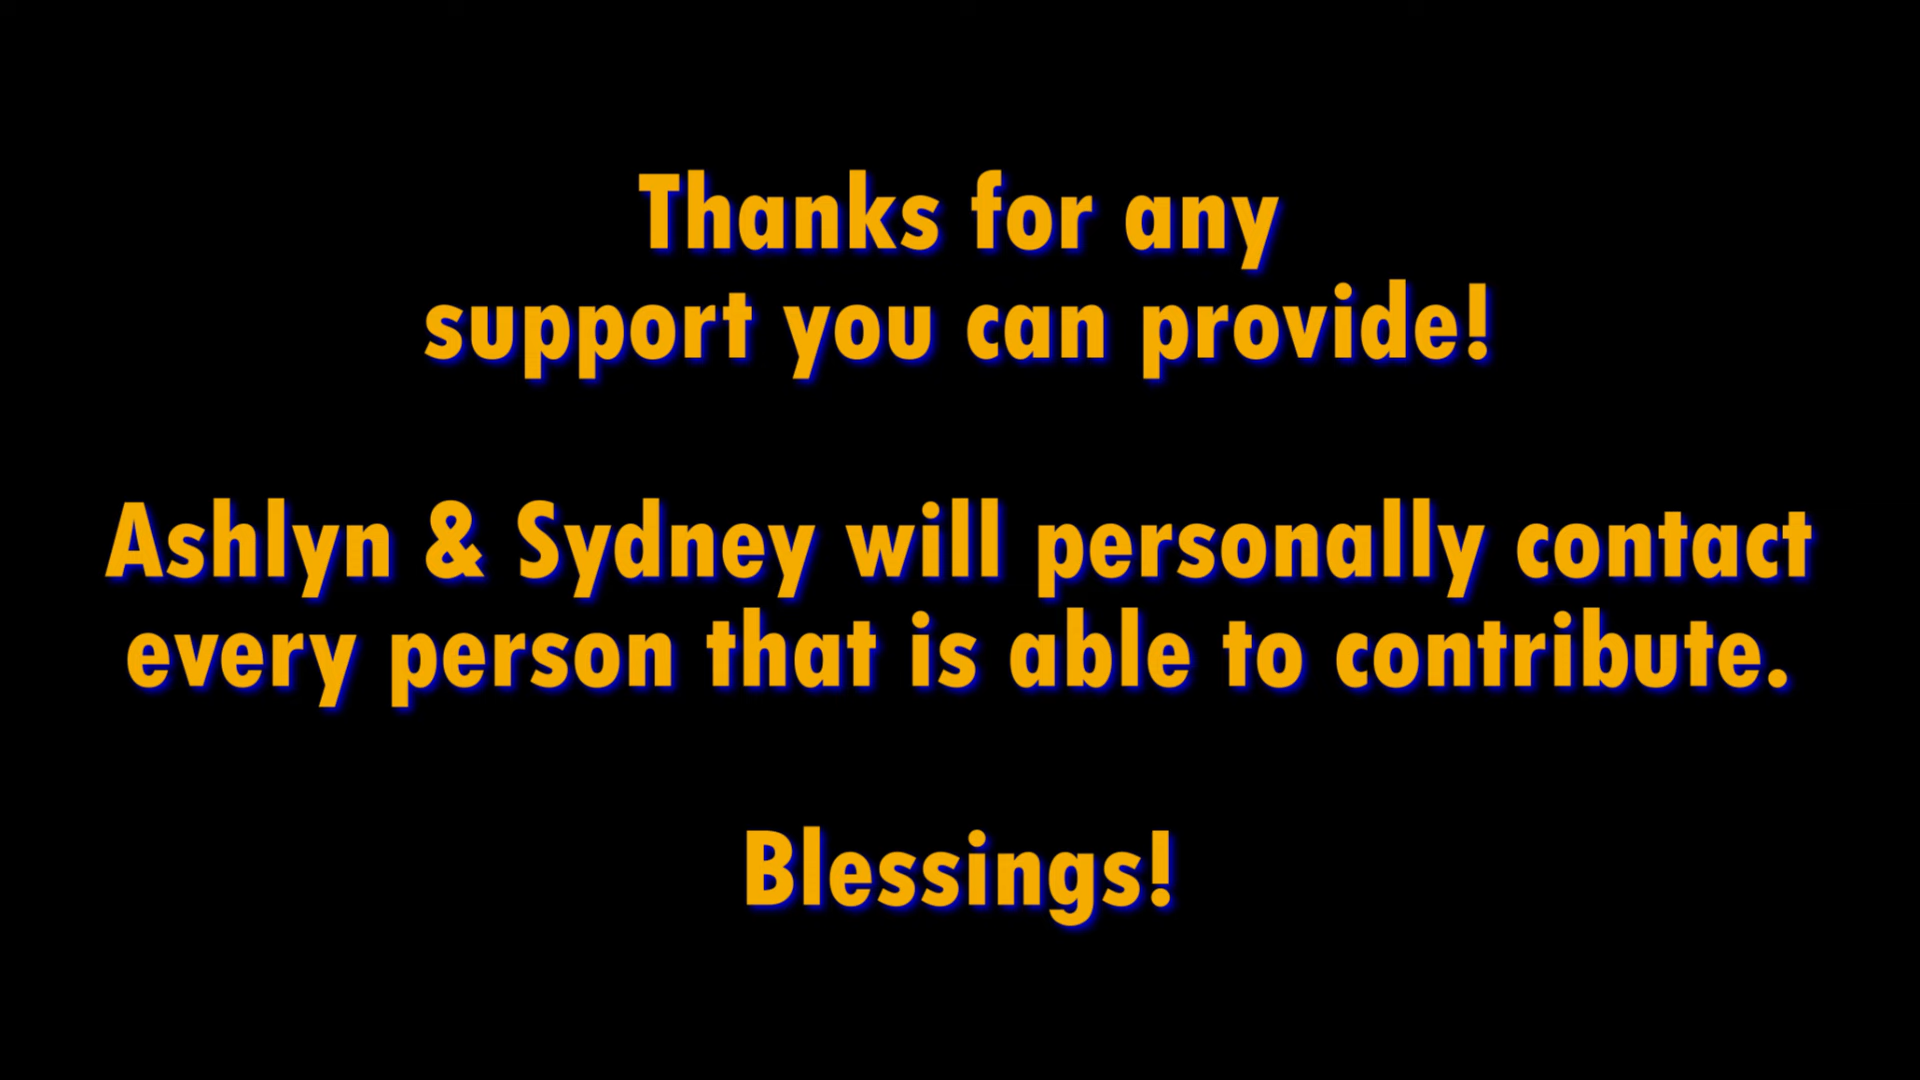 Thanks for any
support you can provide!
Ashlyn & Sydney will personally contact
every person that is able to contribute.
Blessings!